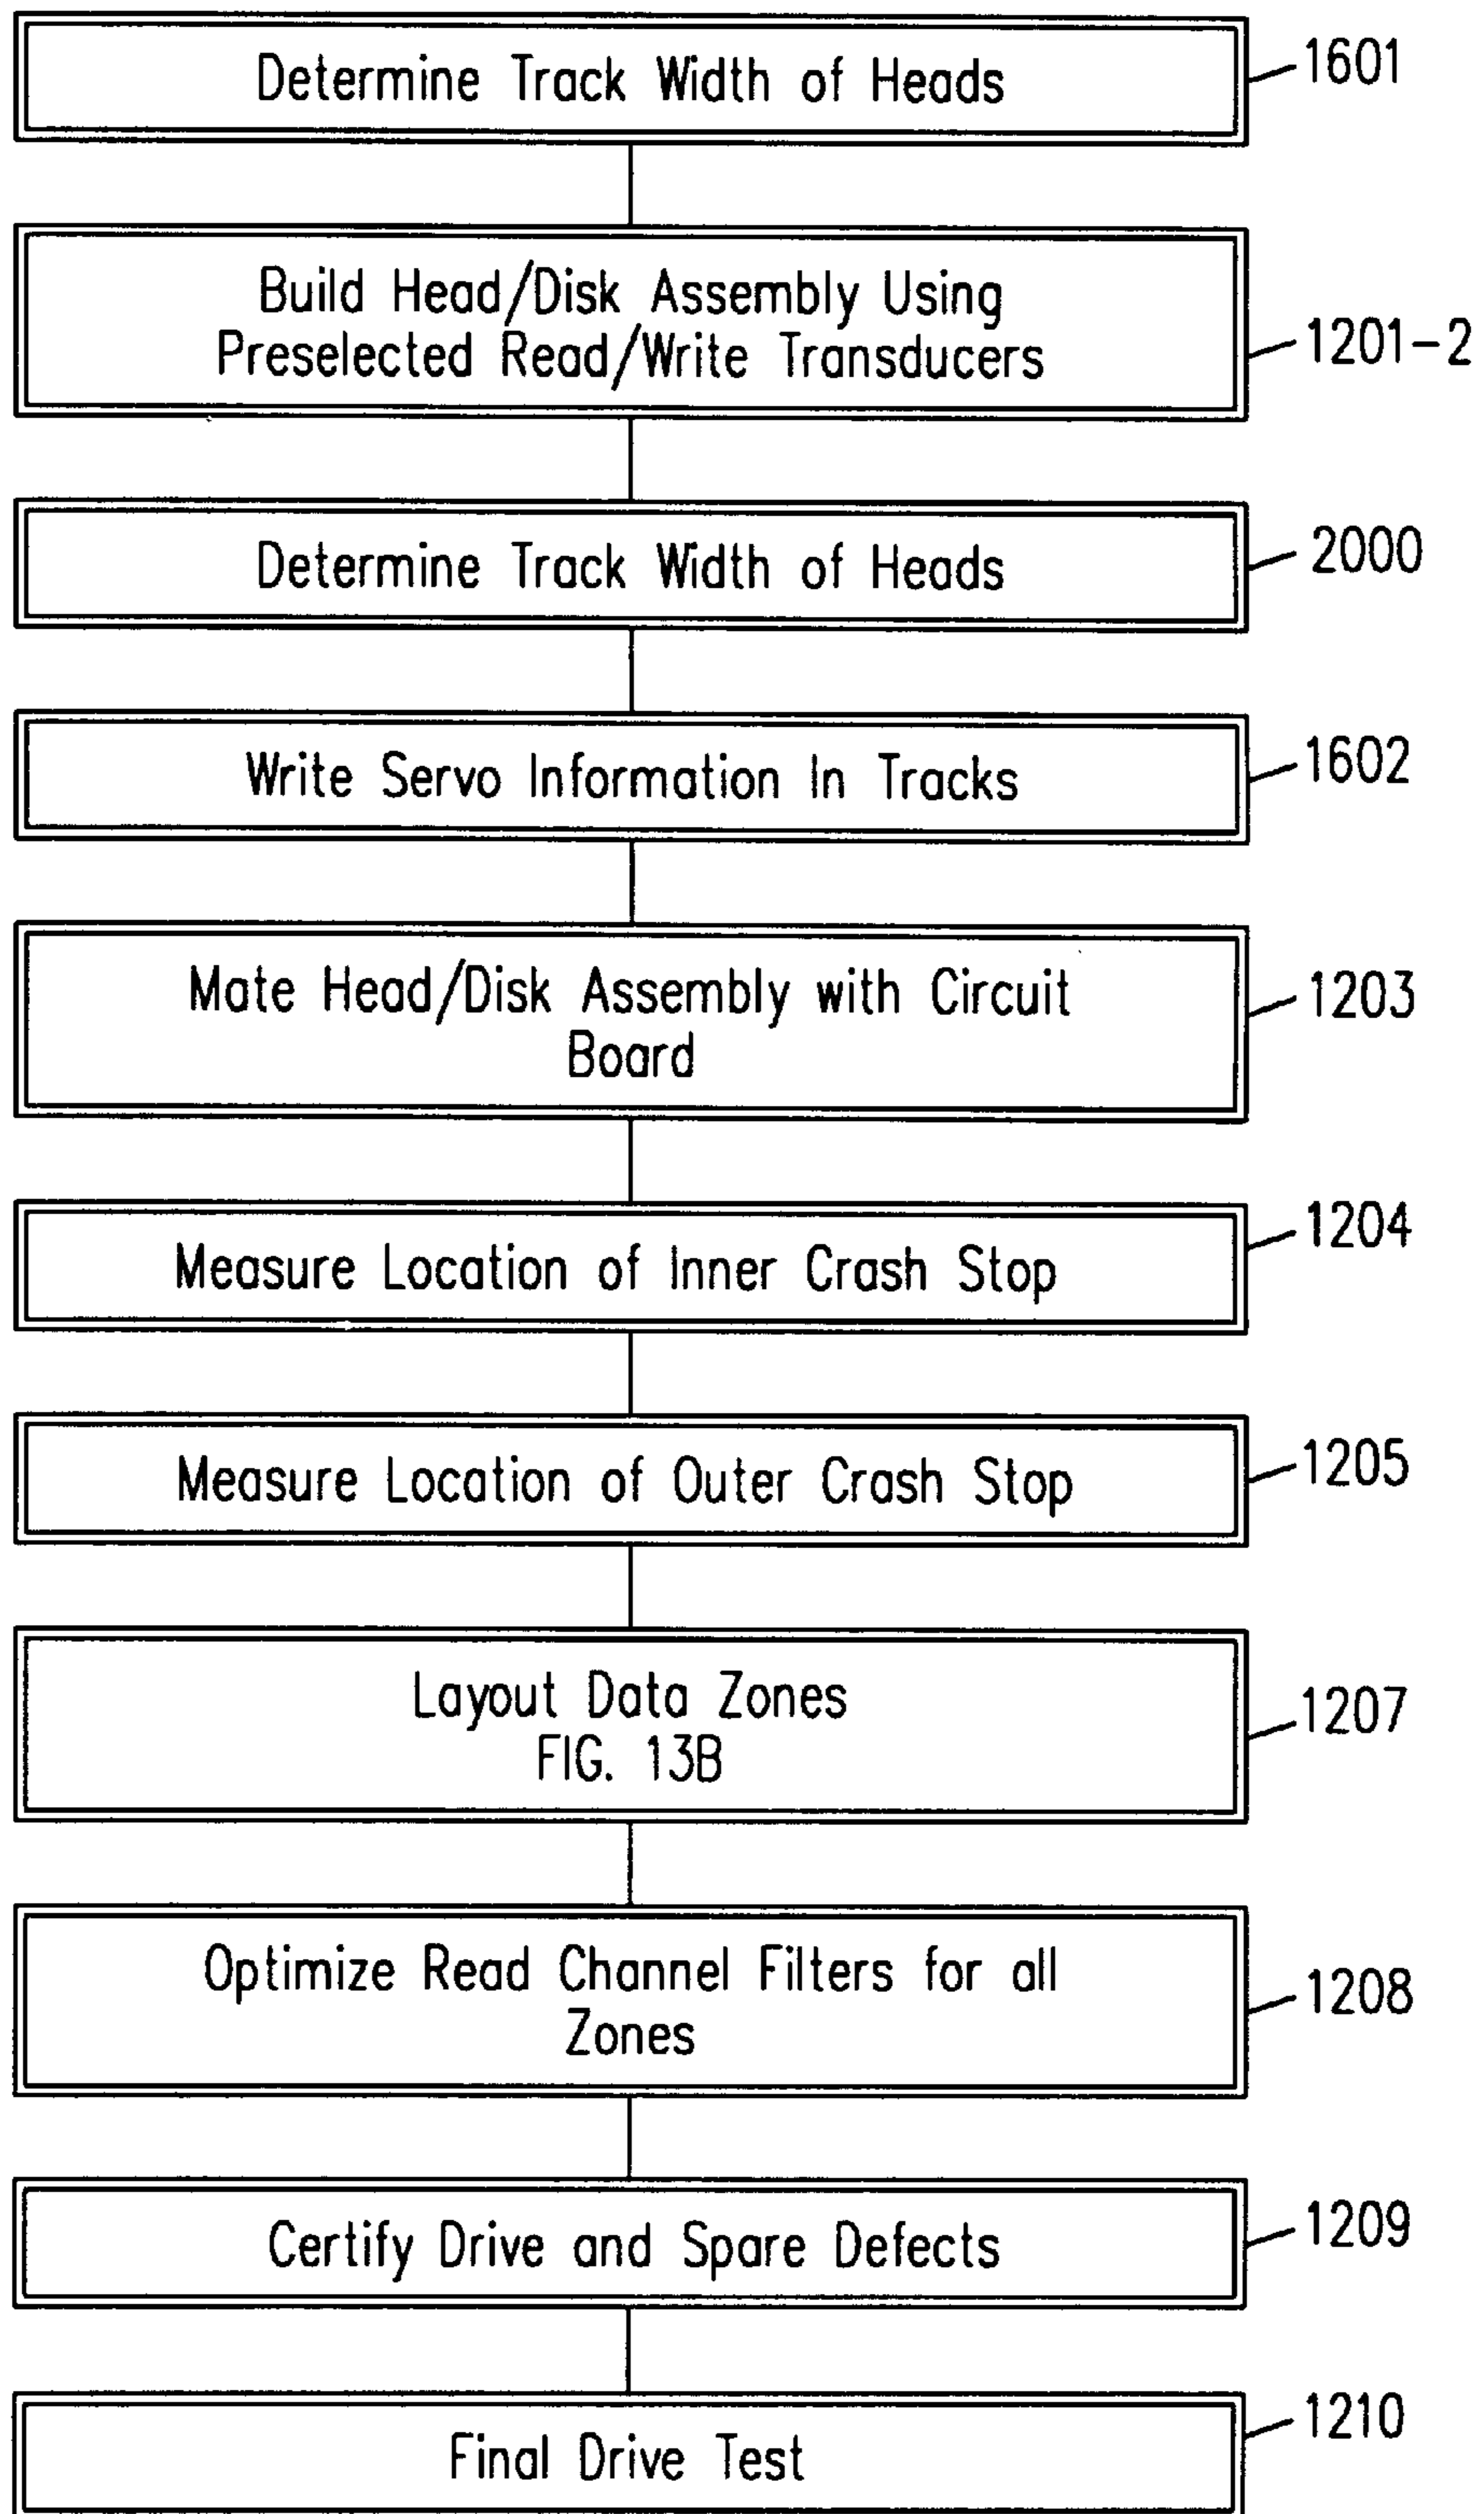 Determine Track Width of Heads
1601
Build Head/Disk Assembly Using
Preselected Read/Write Transducers
1201-2
Determine Track Width of Heads
2000
Write Servo Information In Tracks
1602
Mate Head/Disk Assembly with Circuit
Board
1203
Measure Location of Inner Crash Stop
1204
Measure Location of Outer Crash Stop
1205
Layout Data Zones
FIG. 13B
1207
Optimize Read Channel Filters for all
Zones
1208
Certify Drive and Spare Defects
1209
Final Drive Test
1210